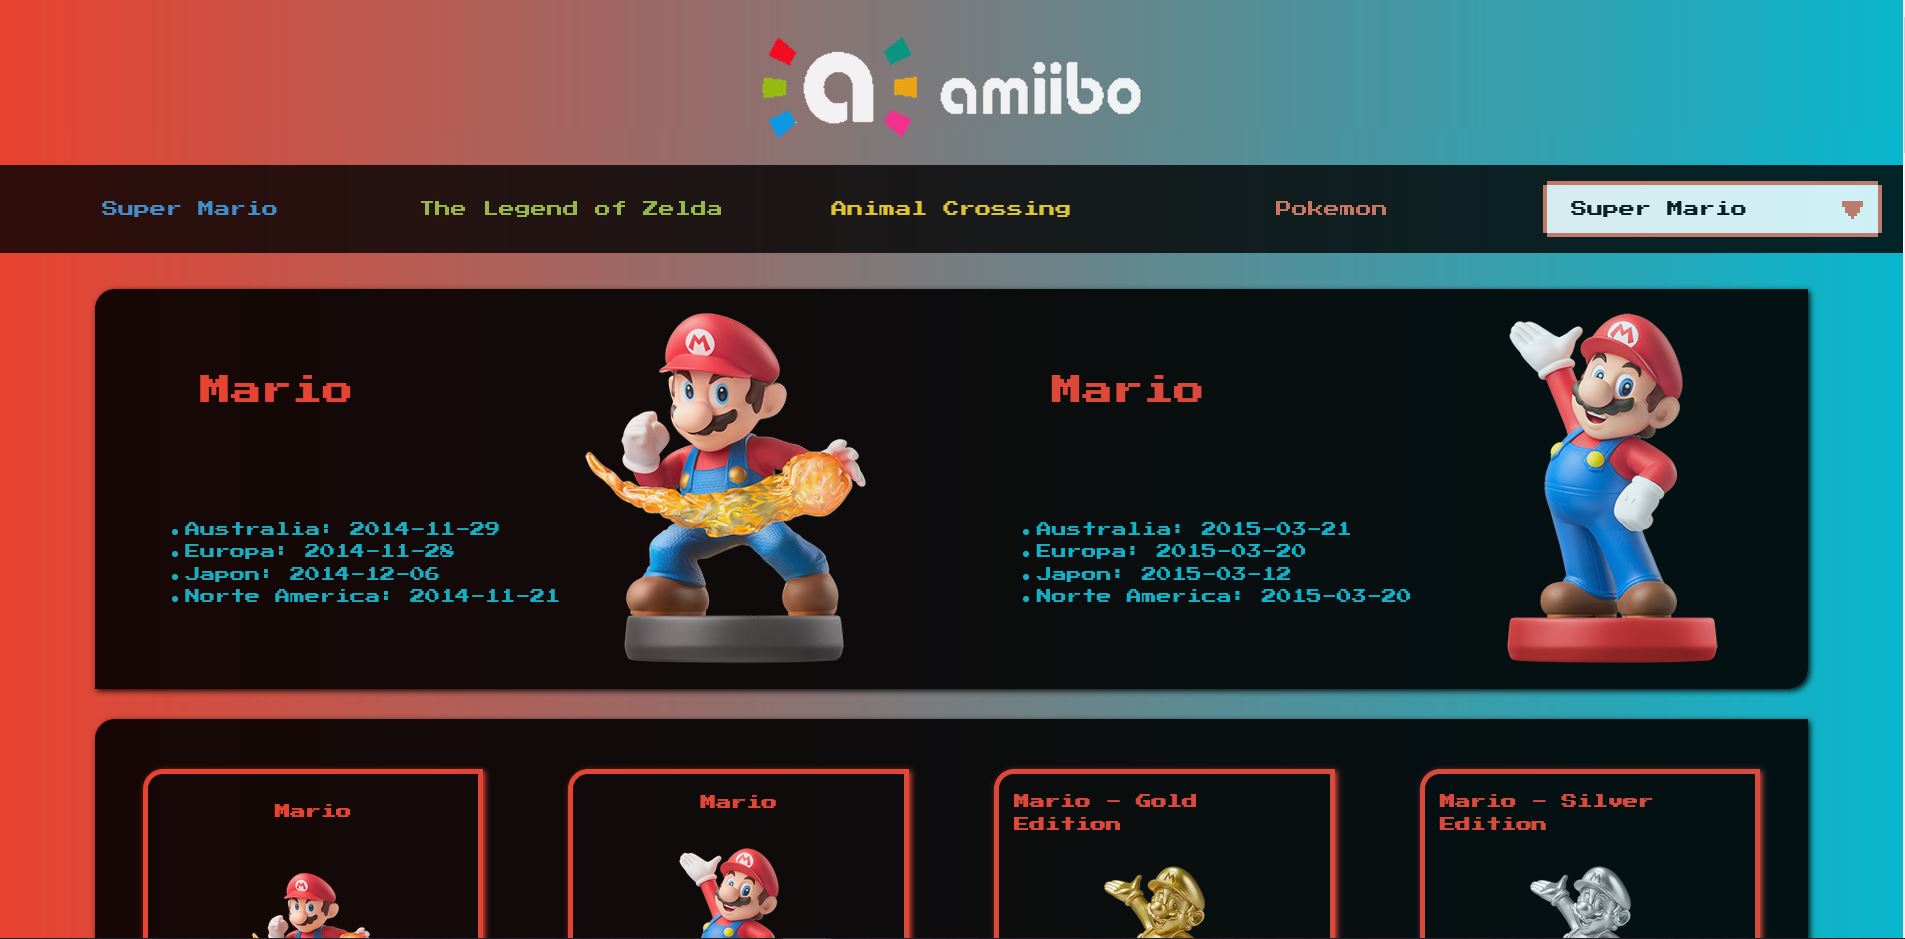 a amiibo
Super Mario
The Legend of Zelda
Animal Crossing
Pokemon
Super Mario
Mario
•Australia: 2014-11-29
•Europa: 2014-11-28
•Japon: 2014-12-06
•Norte America: 2014-11-21
M
Mario
•Australia: 2015-03-21
•Europa: 2015-03-20
•Japon: 2015-03-12
•Norte America: 2015-03-20
M
Mario
M
Mario
M
Mario - Gold
Edition
M
Mario - Silver
Edition
M